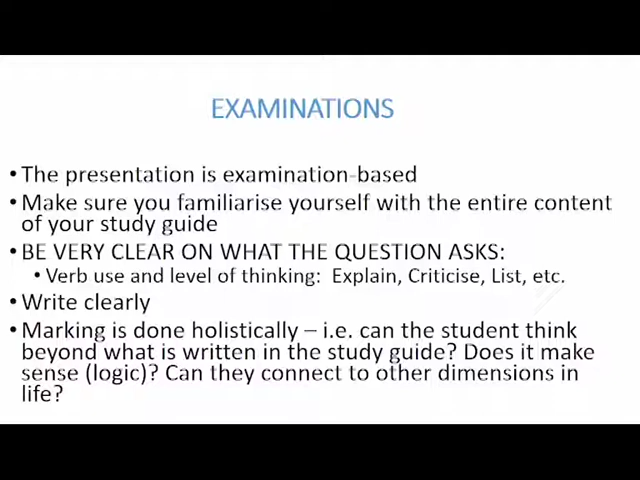 EXAMINATIONS
• The presentation is examination-based
• Make sure you familiarise yourself with the entire content
of your study guide
• BE VERY CLEAR ON WHAT THE QUESTION ASKS:
• Verb use and level of thinking: Explain, Criticise, List, etc.
• Write clearly
• Marking is done holistically – i.e. can the student think
beyond what is written in the study guide? Does it make
sense (logic)? Can they connect to other dimensions in
life?